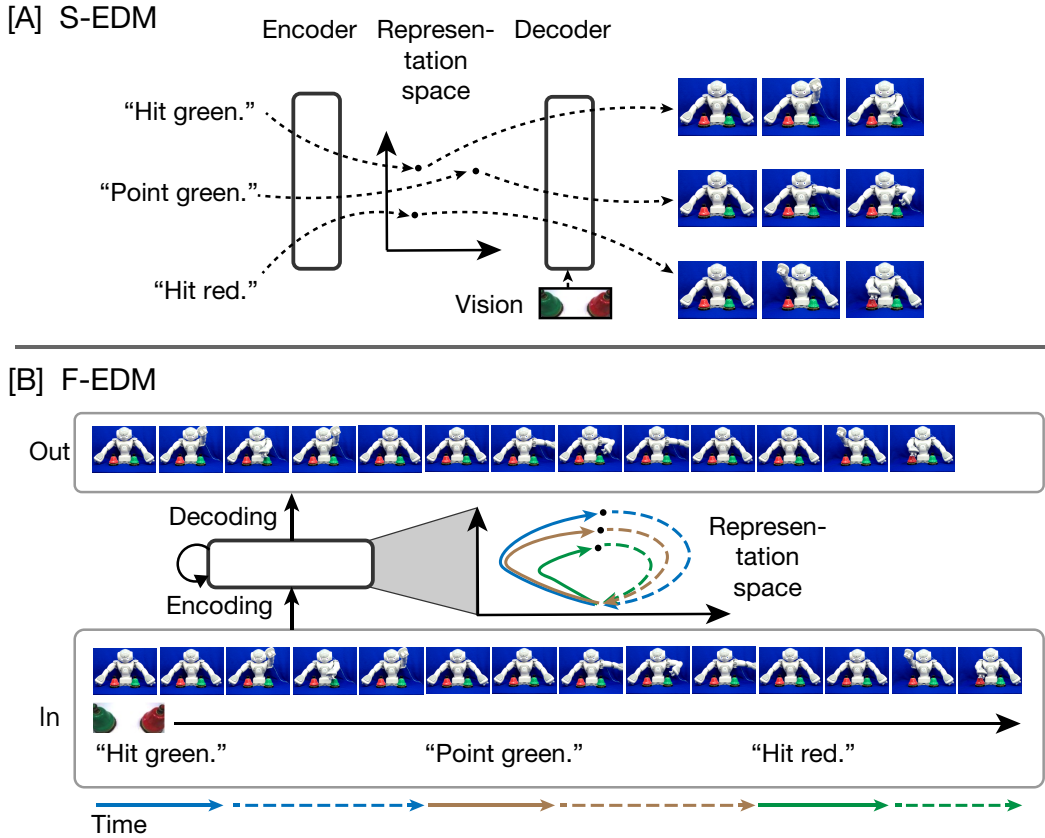 [A] S-EDM
Encoder
Represen-
tation
space
Decoder
“Hit green.”
“Point green.”
“Hit red.”
Vision
[B] F-EDM
Out
Decoding
Encoding
Represen-
tation
space
In
“Hit green.”
“Point green.”
“Hit red.”
Time